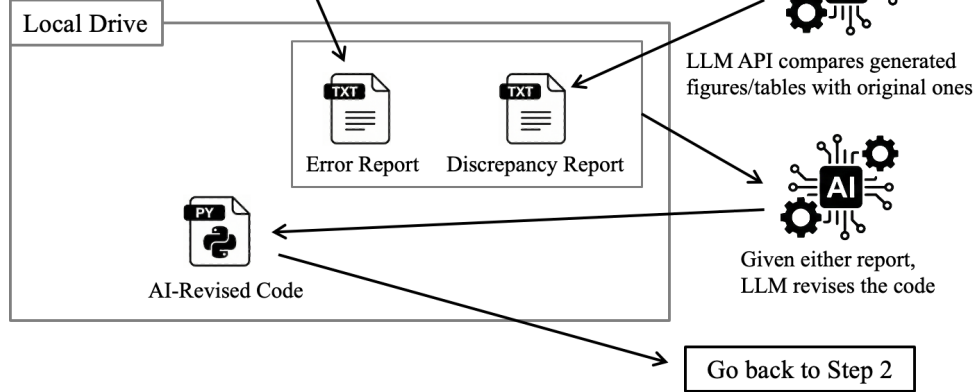 Local Drive
LLM API compares generated
figures/tables with original ones
TXT
TXT
Error Report
Discrepancy Report
AI
Given either report,
LLM revises the code
PY
AI-Revised Code
Go back to Step 2